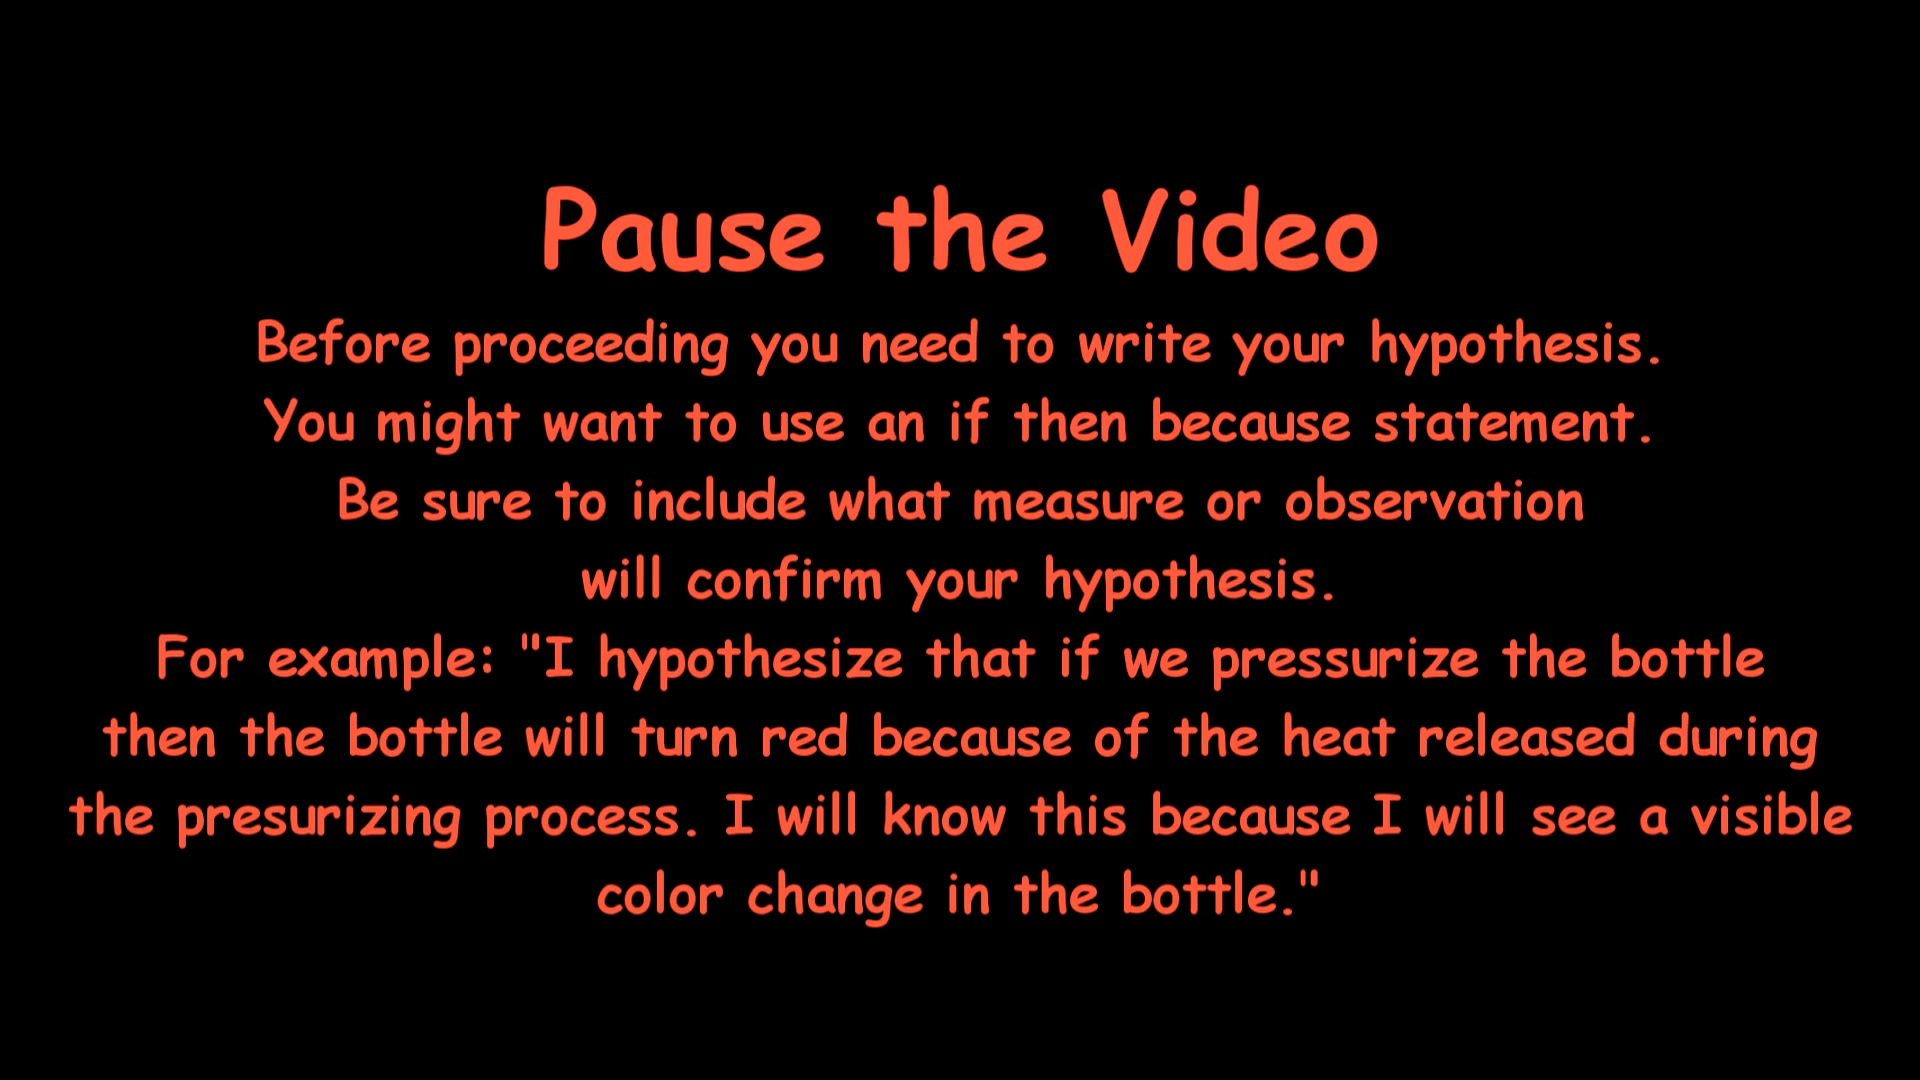 Pause the Video
Before proceeding you need to write your hypothesis.
You might want to use an if then because statement.
Be sure to include what measure or observation
will confirm your hypothesis.
For example: "I hypothesize that if we pressurize the bottle
then the bottle will turn red because of the heat released during
the presurizing process. I will know this because I will see a visible
color change in the bottle."